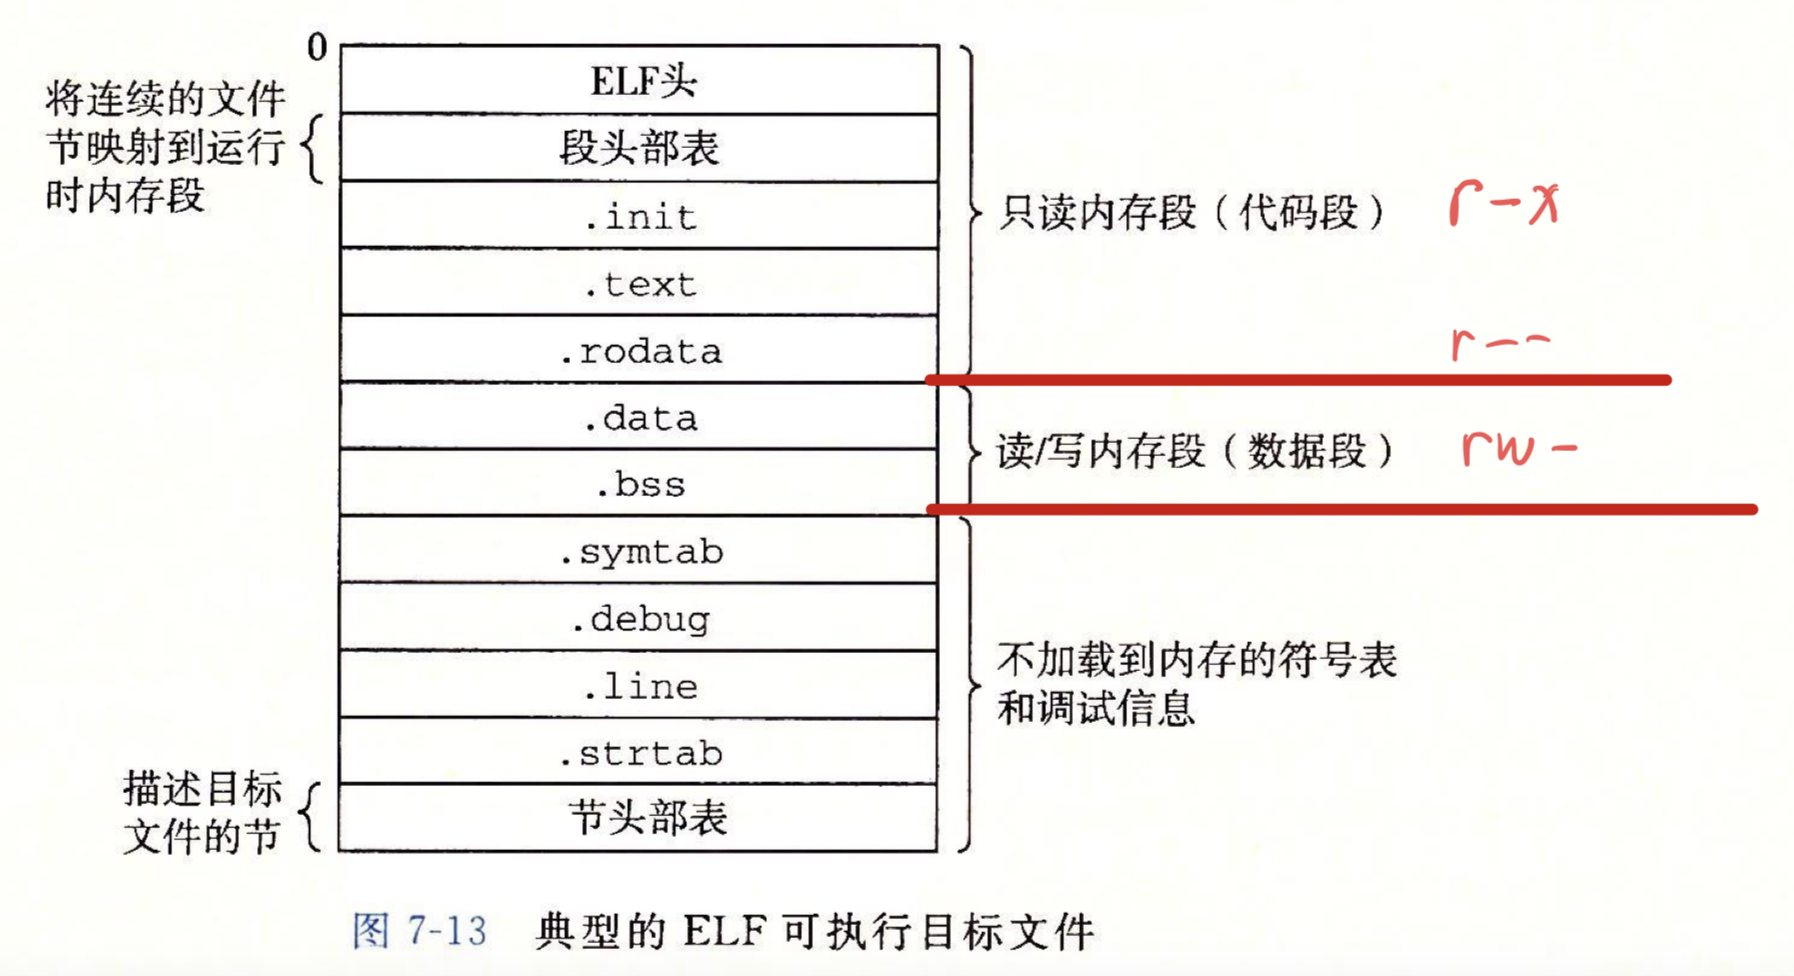 0
ELF头
将连续的文件
节映射到运行
时内存段
段头部表
.init
只读内存段（代码段）
r-x
.text
.rodata
r--
.data
读/写内存段（数据段）
rw-
.bss
.symtab
.debug
不加载到内存的符号表
和调试信息
.line
.strtab
描述目标
文件的节
节头部表
图 7-13 典型的 ELF 可执行目标文件